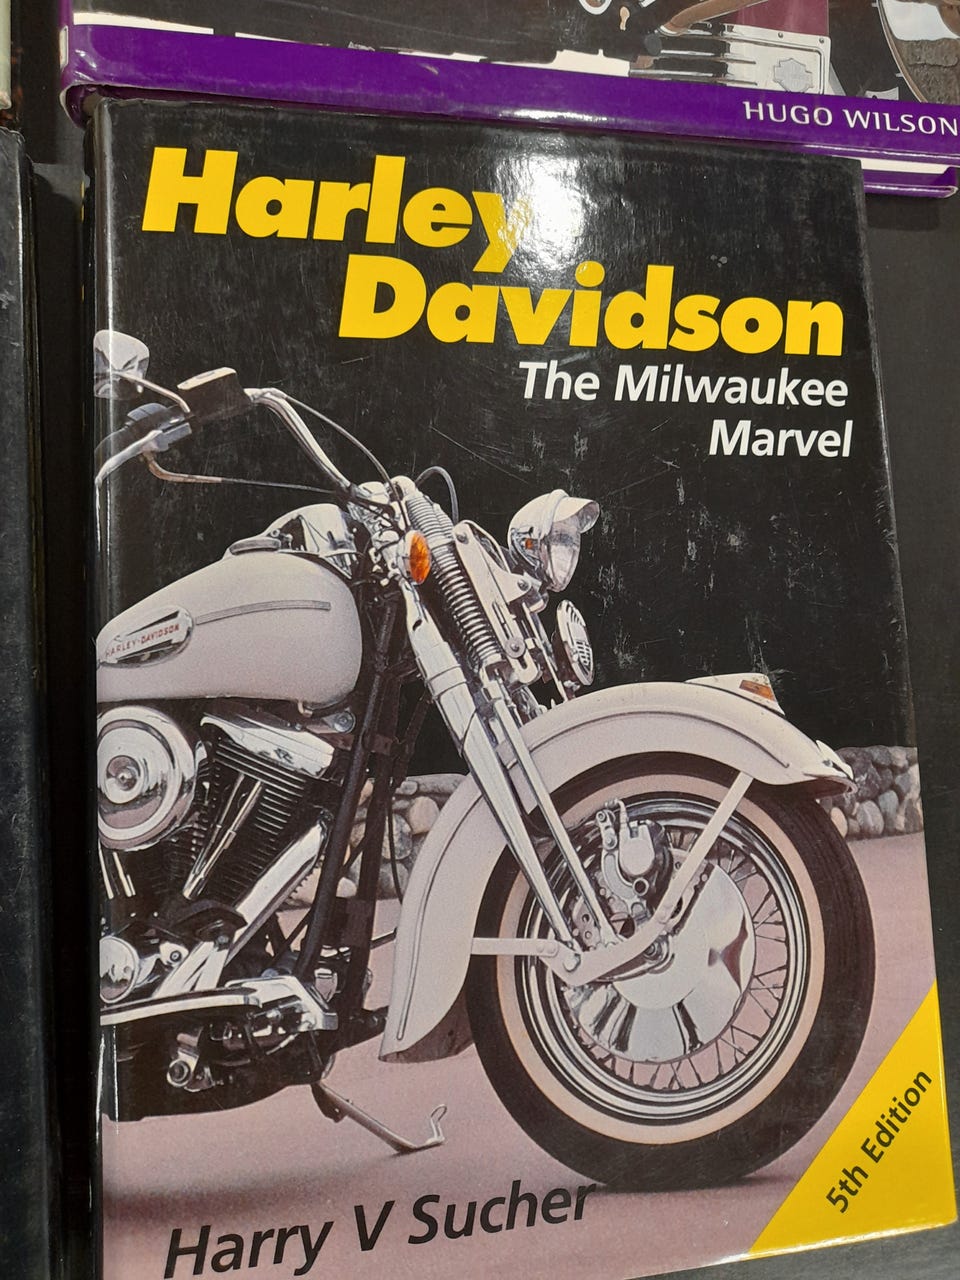 HUGO WILSON
Harley
Davidson
The Milwaukee
Marvel
HARLEY-DAVIDSON
5th Edition
Harry V Sucher